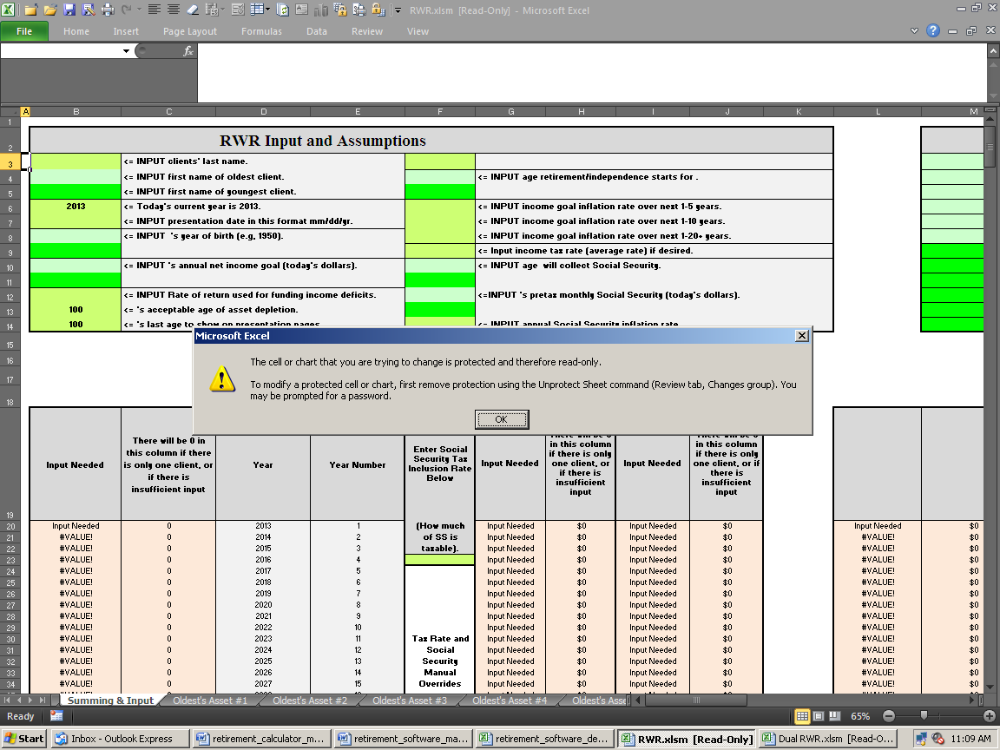 RWR.xlsm [Read-Only] - Microsoft Excel
File Home Insert Page Layout Formulas Data Review View
fx
A B C D E F G H I J K L M
1
2 RWR Input and Assumptions
3 <= INPUT clients' last name.
4 <= INPUT first name of oldest client. <= INPUT age retirement/independence starts for .
5 <= INPUT first name of youngest client.
6 2013 <= Today's current year is 2013. <= INPUT income goal inflation rate over next 1-5 years.
7 <= INPUT presentation date in this format mm/dd/yr. <= INPUT income goal inflation rate over next 1-10 years.
8 <= INPUT 's year of birth (e.g, 1950). <= INPUT income goal inflation rate over next 1-20+ years.
9 <= Input income tax rate (average rate) if desired.
10 <= INPUT 's annual net income goal (today's dollars). <= INPUT age will collect Social Security.
11
12 <= INPUT Rate of return used for funding income deficits. <=INPUT 's pretax monthly Social Security (today's dollars).
13 100 <= 's acceptable age of asset depletion.
14 100 <= 's last age to show on presentation pages. <= INPUT annual Social Security inflation rate.
15
16
17
18
Microsoft Excel
The cell or chart that you are trying to change is protected and therefore read-only.
To modify a protected cell or chart, first remove protection using the Unprotect Sheet command (Review tab, Changes group). You
may be prompted for a password.
OK
19
Input Needed
There will be 0 in
this column if there
is only one client, or
if there is
insufficient input
Year
Year Number
Enter Social
Security Tax
Inclusion Rate
Below
Input Needed
There will be 0
in this column
if there is only
one client, or
if there is
insufficient
input
Input Needed
There will be 0
in this column
if there is only
one client, or if
there is
insufficient
input
20 Input Needed 0 2013 1 (How much Input Needed $0 Input Needed $0 Input Needed $0
21 #VALUE! 0 2014 2 of SS is Input Needed $0 Input Needed $0 #VALUE! $0
22 #VALUE! 0 2015 3 taxable). Input Needed $0 Input Needed $0 #VALUE! $0
23 #VALUE! 0 2016 4 Input Needed $0 Input Needed $0 #VALUE! $0
24 #VALUE! 0 2017 5 Input Needed $0 Input Needed $0 #VALUE! $0
25 #VALUE! 0 2018 6 Input Needed $0 Input Needed $0 #VALUE! $0
26 #VALUE! 0 2019 7 Input Needed $0 Input Needed $0 #VALUE! $0
27 #VALUE! 0 2020 8 Input Needed $0 Input Needed $0 #VALUE! $0
28 #VALUE! 0 2021 9 Input Needed $0 Input Needed $0 #VALUE! $0
29 #VALUE! 0 2022 10 Input Needed $0 Input Needed $0 #VALUE! $0
30 #VALUE! 0 2023 11 Tax Rate and Input Needed $0 Input Needed $0 #VALUE! $0
31 #VALUE! 0 2024 12 Social Input Needed $0 Input Needed $0 #VALUE! $0
32 #VALUE! 0 2025 13 Security Input Needed $0 Input Needed $0 #VALUE! $0
33 #VALUE! 0 2026 14 Manual Input Needed $0 Input Needed $0 #VALUE! $0
34 #VALUE! 0 2027 15 Overrides Input Needed $0 Input Needed $0 #VALUE! $0
Summing & Input Oldest's Asset #1 Oldest's Asset #2 Oldest's Asset #3 Oldest's Asset #4 Oldest's Asse
Ready 65%
Start Inbox - Outlook Express retirement_calculator_m... retirement_software_ma... retirement_software_de... RWR.xlsm [Read-Only] Dual RWR.xlsm [Read-O... 11:09 AM